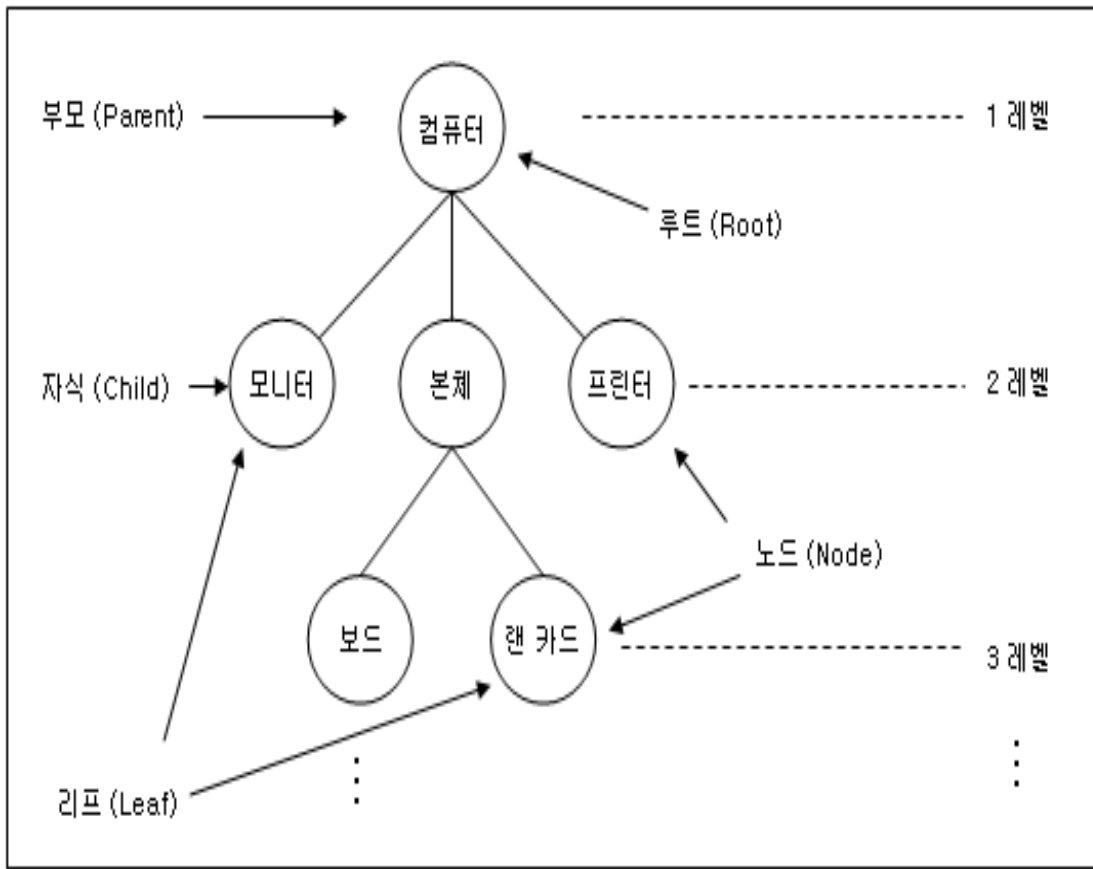 부모 (Parent)
컴퓨터
1 레벨
루트 (Root)
자식 (Child)
모니터
본체
프린터
2 레벨
노드 (Node)
보드
랜 카드
3 레벨
리프 (Leaf)